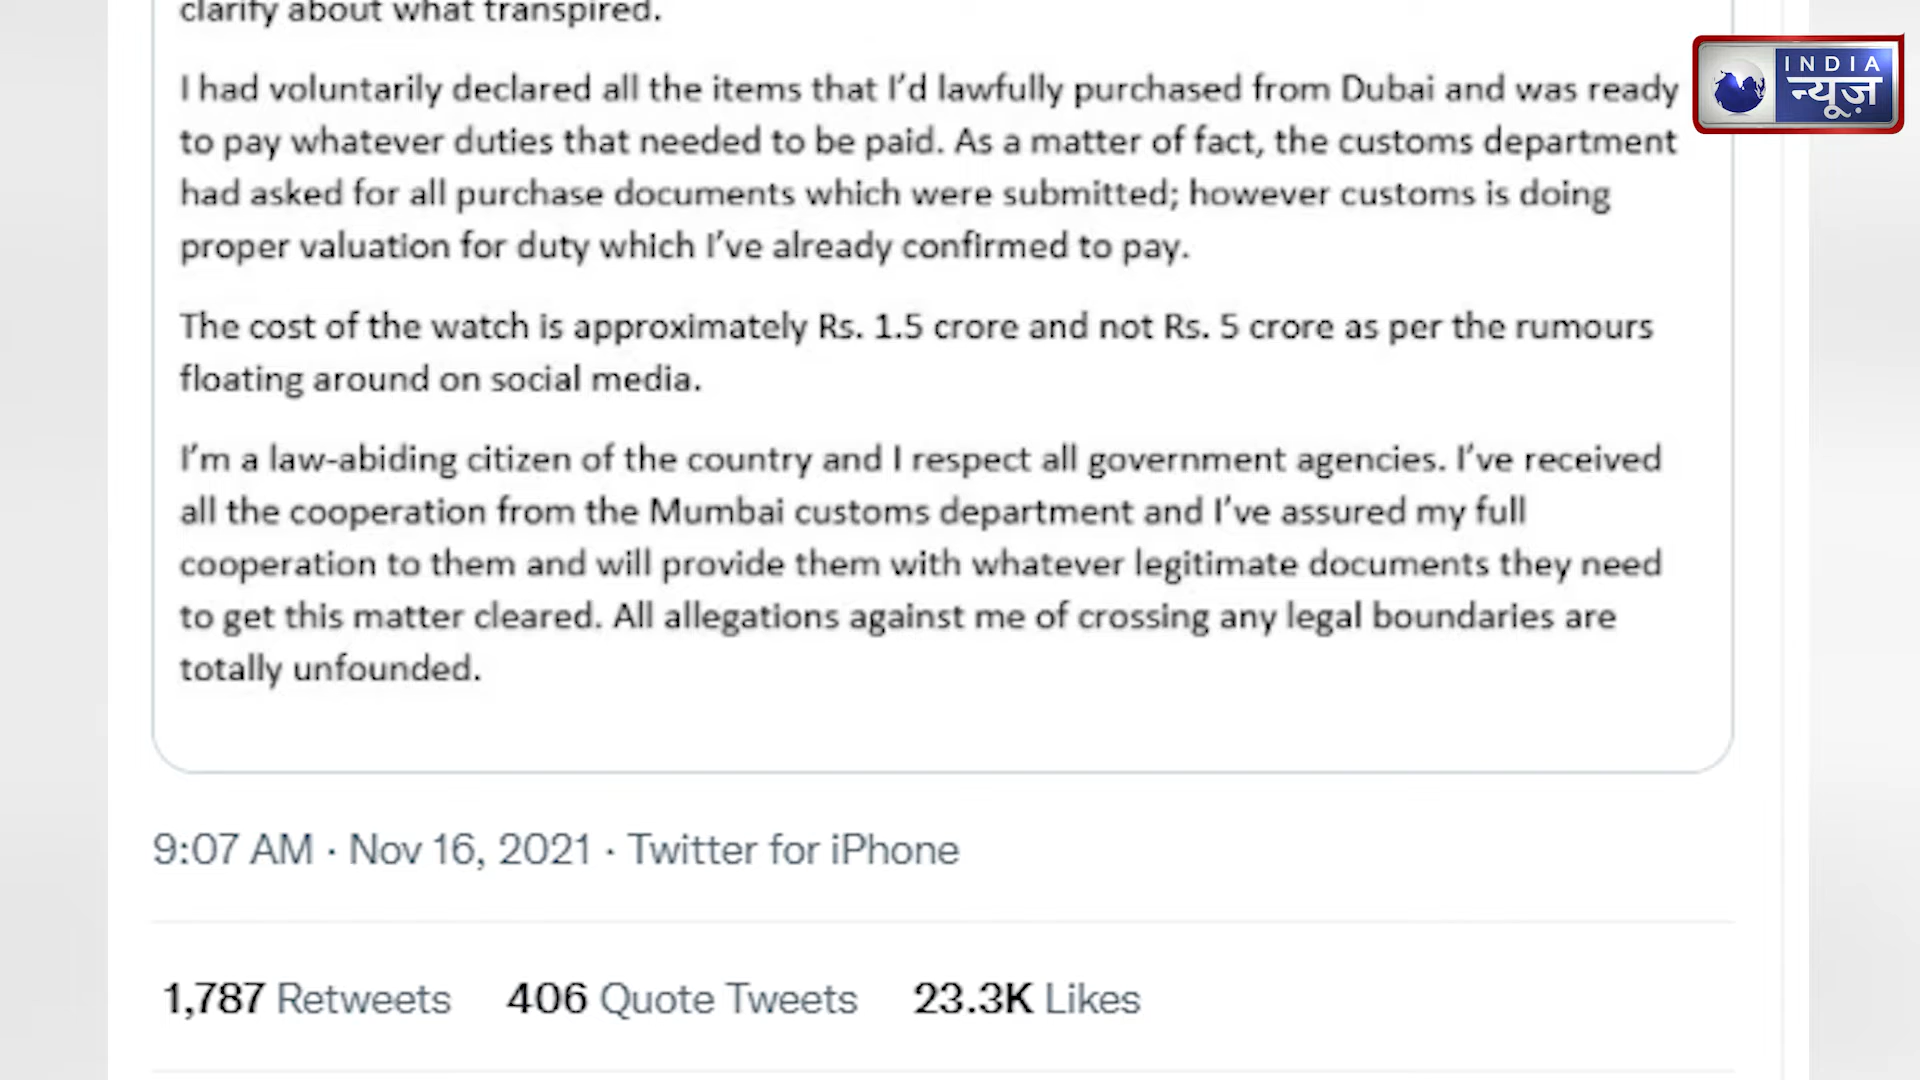 clarify about what transpired.
I had voluntarily declared all the items that I’d lawfully purchased from Dubai and was ready
to pay whatever duties that needed to be paid. As a matter of fact, the customs department
had asked for all purchase documents which were submitted; however customs is doing
proper valuation for duty which I’ve already confirmed to pay.
The cost of the watch is approximately Rs. 1.5 crore and not Rs. 5 crore as per the rumours
floating around on social media.
I’m a law-abiding citizen of the country and I respect all government agencies. I’ve received
all the cooperation from the Mumbai customs department and I’ve assured my full
cooperation to them and will provide them with whatever legitimate documents they need
to get this matter cleared. All allegations against me of crossing any legal boundaries are
totally unfounded.
9:07 AM · Nov 16, 2021 · Twitter for iPhone
1,787 Retweets 406 Quote Tweets 23.3K Likes
INDIA
न्यूज़